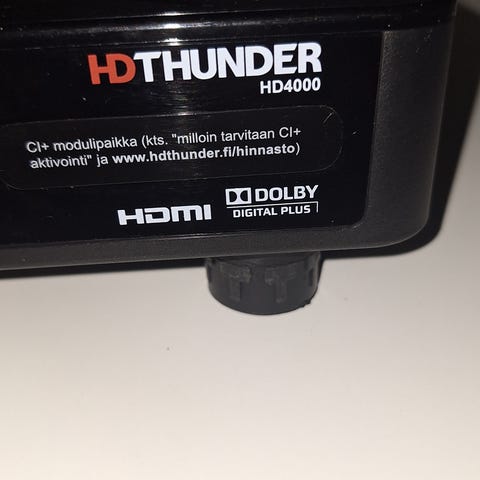 HDTHUNDER
HD4000
CI+ modulipaikka (kts. "milloin tarvitaan CI+
aktivointi" ja www.hdthunder.fi/hinnasto)
HDMI DOLBY
DIGITAL PLUS